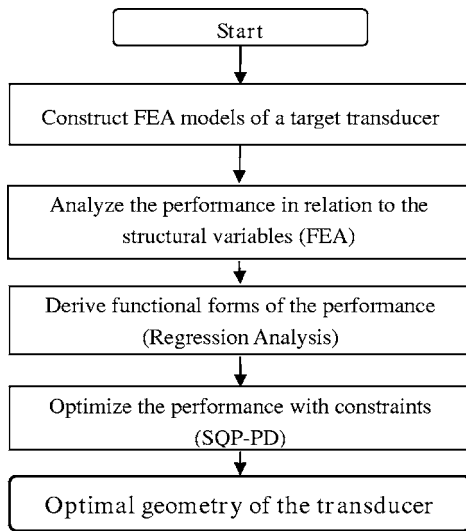 Start
Construct FEA models of a target transducer
Analyze the performance in relation to the
structural variables (FEA)
Derive functional forms of the performance
(Regression Analysis)
Optimize the performance with constraints
(SQP-PD)
Optimal geometry of the transducer